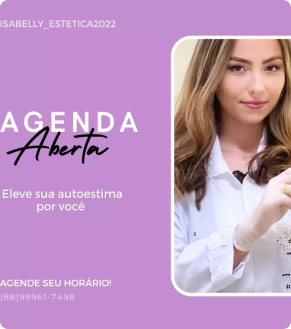 ISABELLY_ESTETICA2022
AGENDA
Aberta
Eleve sua autoestima
por você
AGENDE SEU HORÁRIO!
(88)99961-7498